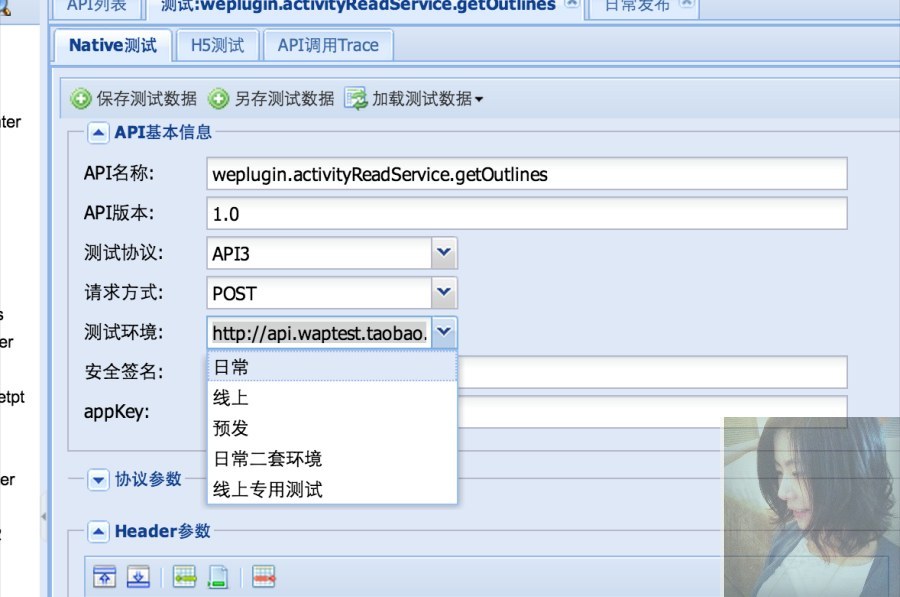 API列表 测试:weplugin.activityReadService.getOutlines 日常发布
Native测试 H5测试 API调用Trace
保存测试数据 另存测试数据 加载测试数据
API基本信息
API名称: weplugin.activityReadService.getOutlines
API版本: 1.0
测试协议: API3
请求方式: POST
测试环境: http://api.waptest.taobao.
安全签名:
appKey:
日常
线上
预发
日常二套环境
线上专用测试
协议参数
Header参数